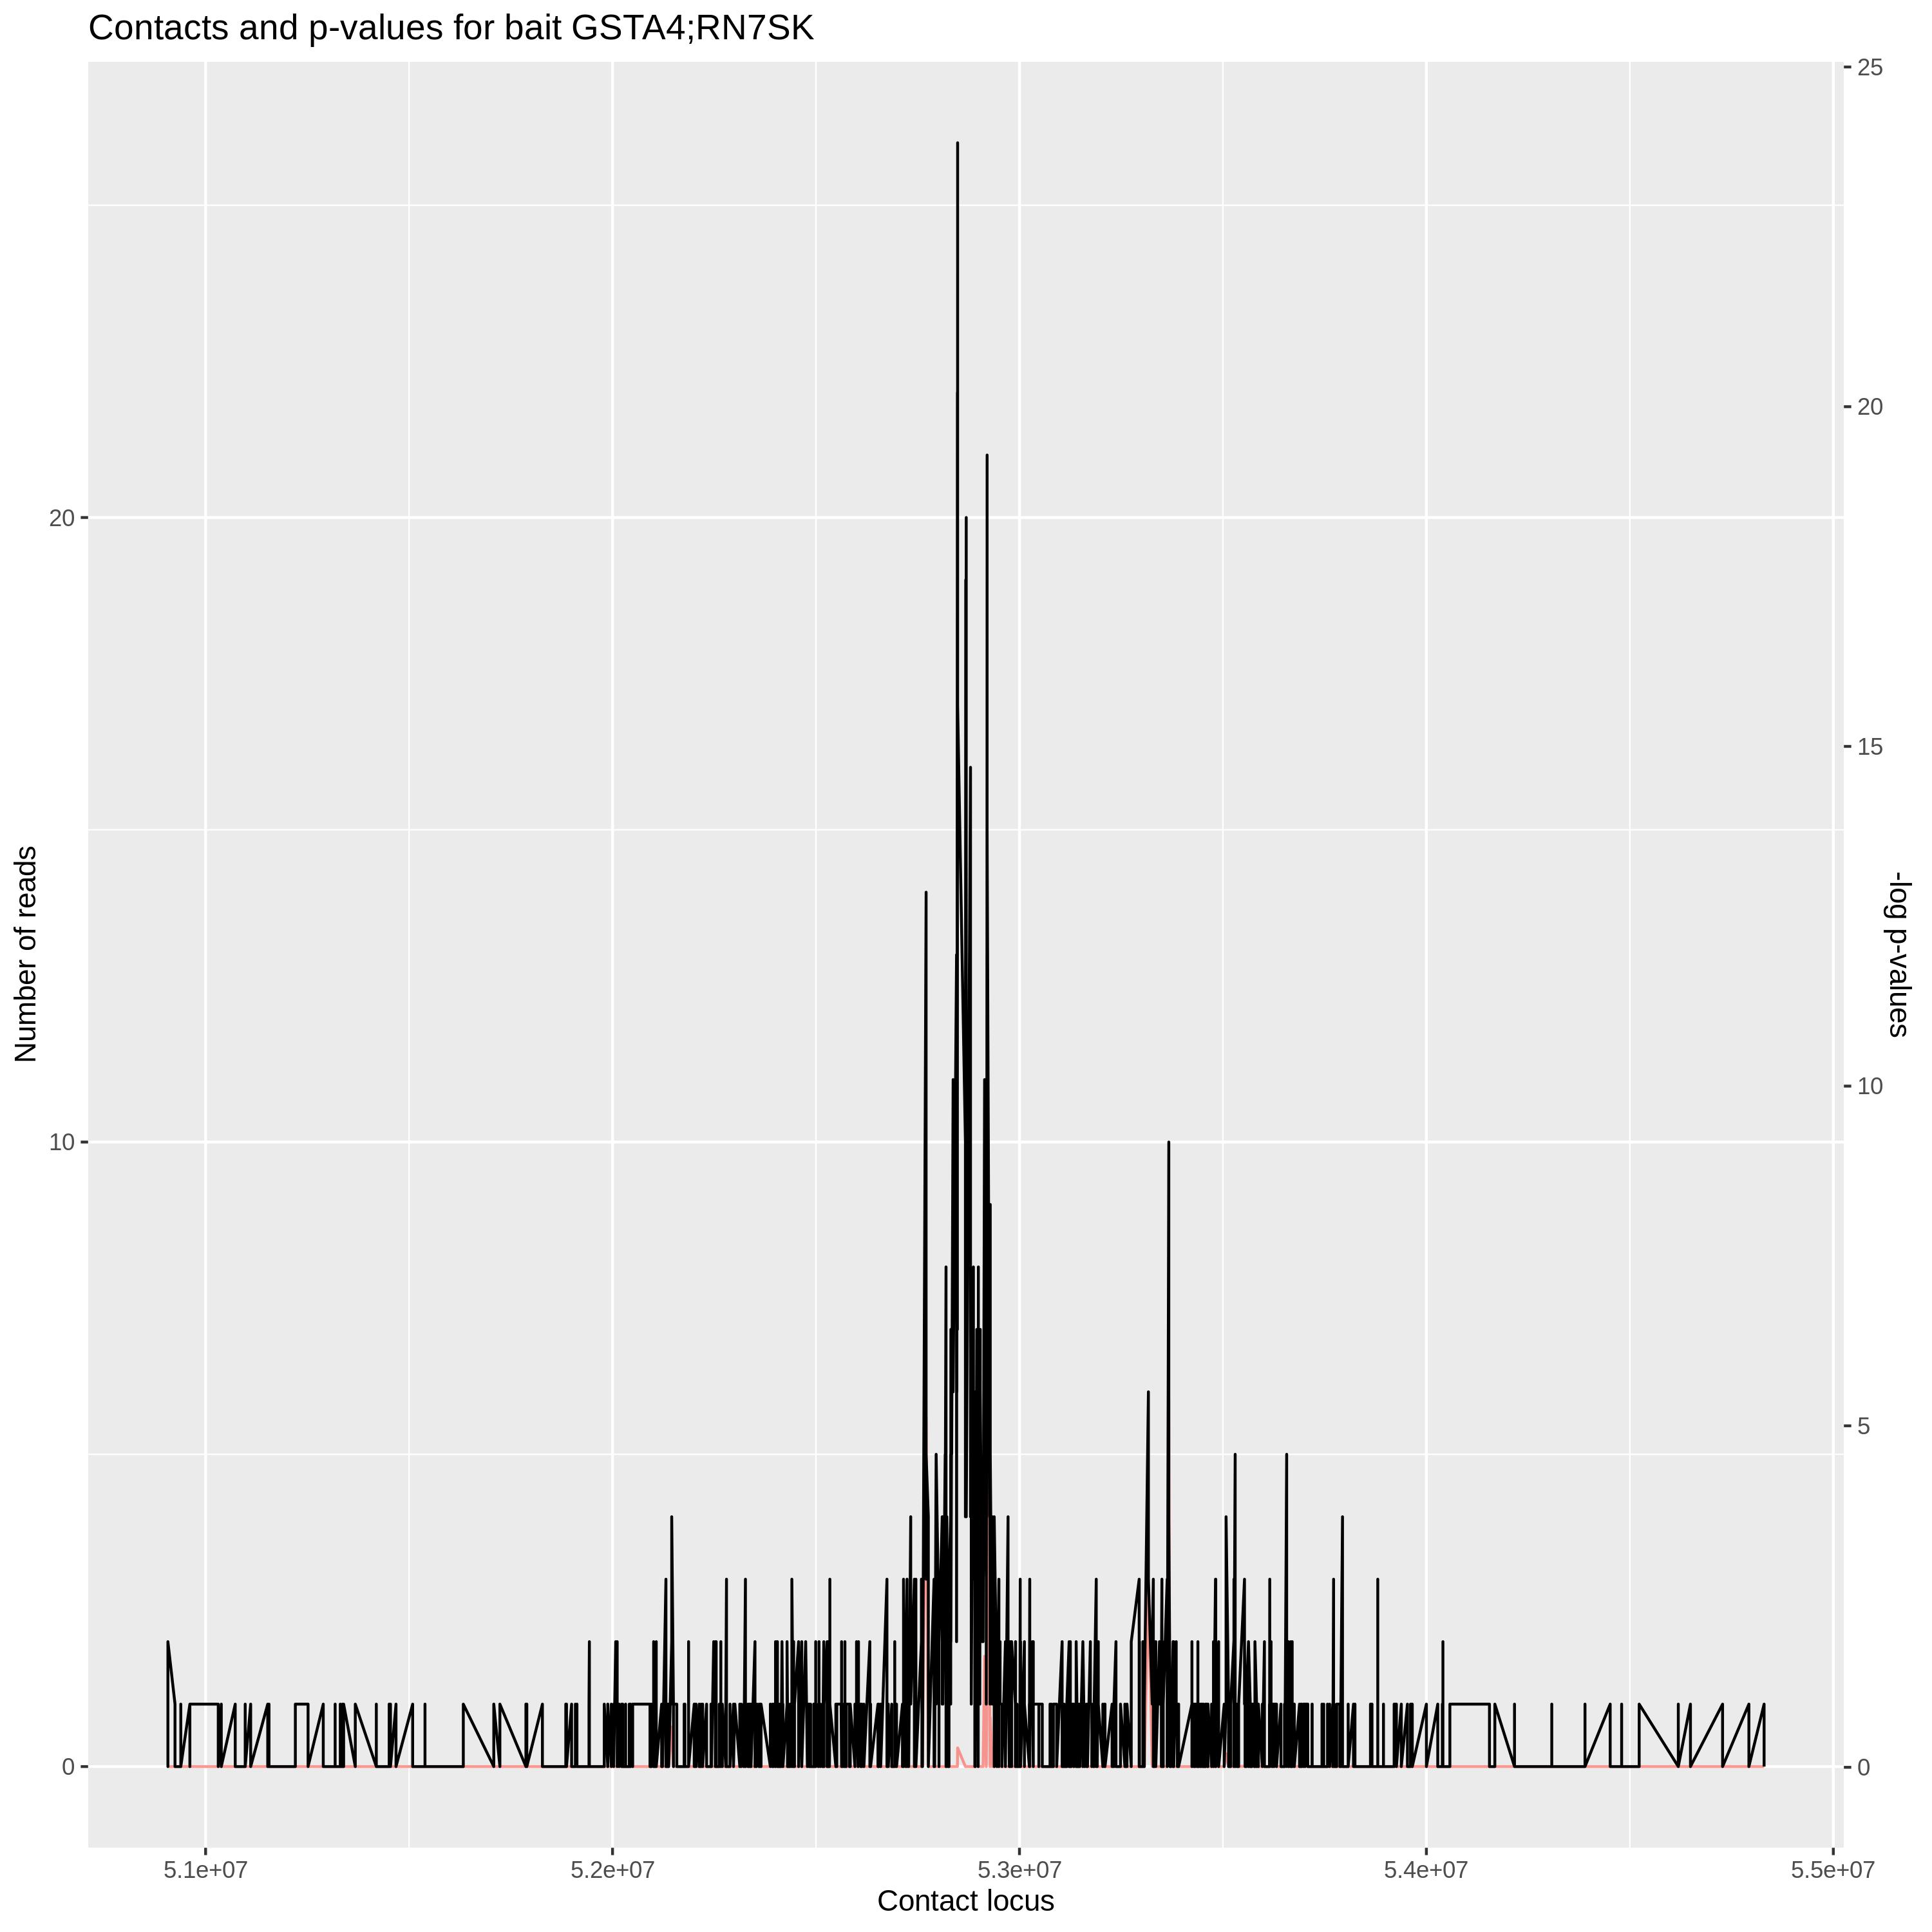 Contacts and p-values for bait GSTA4;RN7SK
25
20
20
15
Number of reads
-log p-values
10
10
5
0
0
5.1e+07 5.2e+07 5.3e+07 5.4e+07 5.5e+07
Contact locus